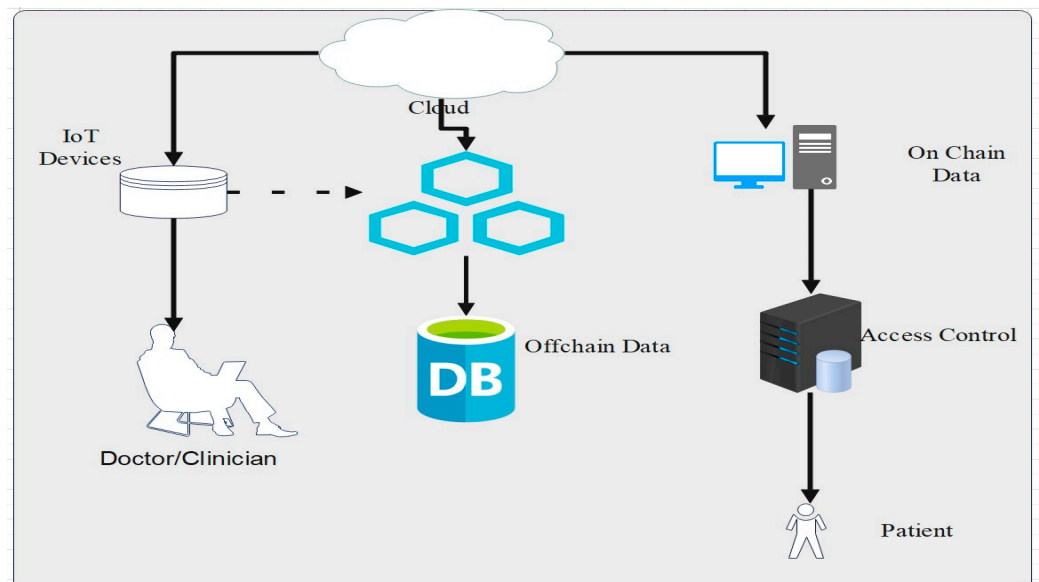 Cloud
IoT
Devices
On Chain
Data
Offchain Data
DB
Access Control
Doctor/Clinician
Patient